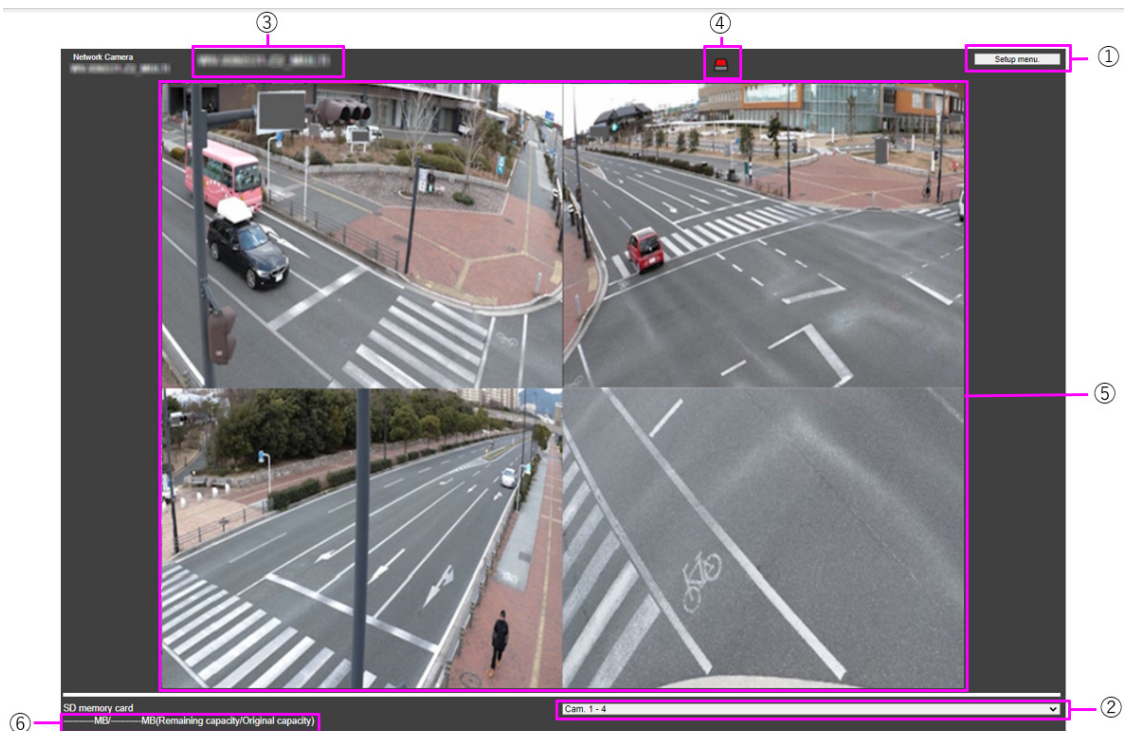 ③
④
①
Network Camera
Setup menu.
⑤
SD memory card
Cam. 1 - 4
②
⑥
----------MB/----------MB(Remaining capacity/Original capacity)